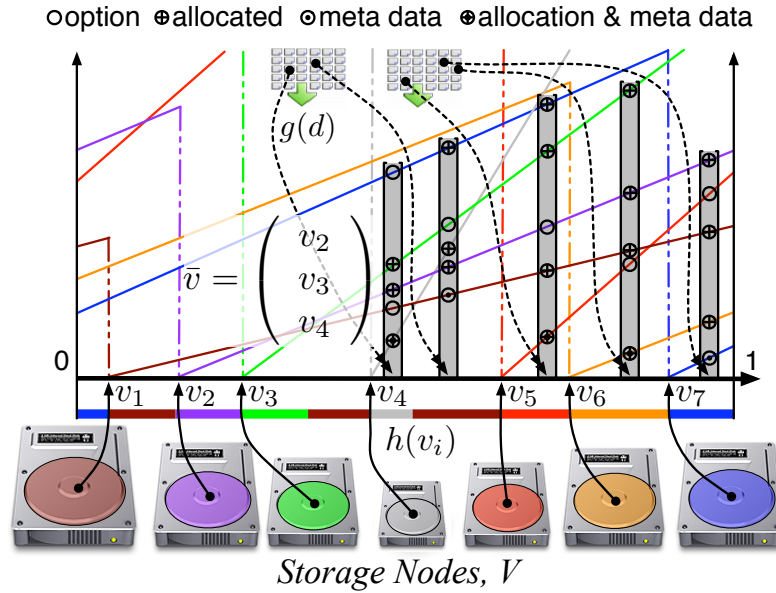 option allocated meta data allocation & meta data
g(d)
v̄ = ( v₂ v₃ v₄ )
0 1
v₁ v₂ v₃ v₄ v₅ v₆ v₇
h(vᵢ)
Storage Nodes, V